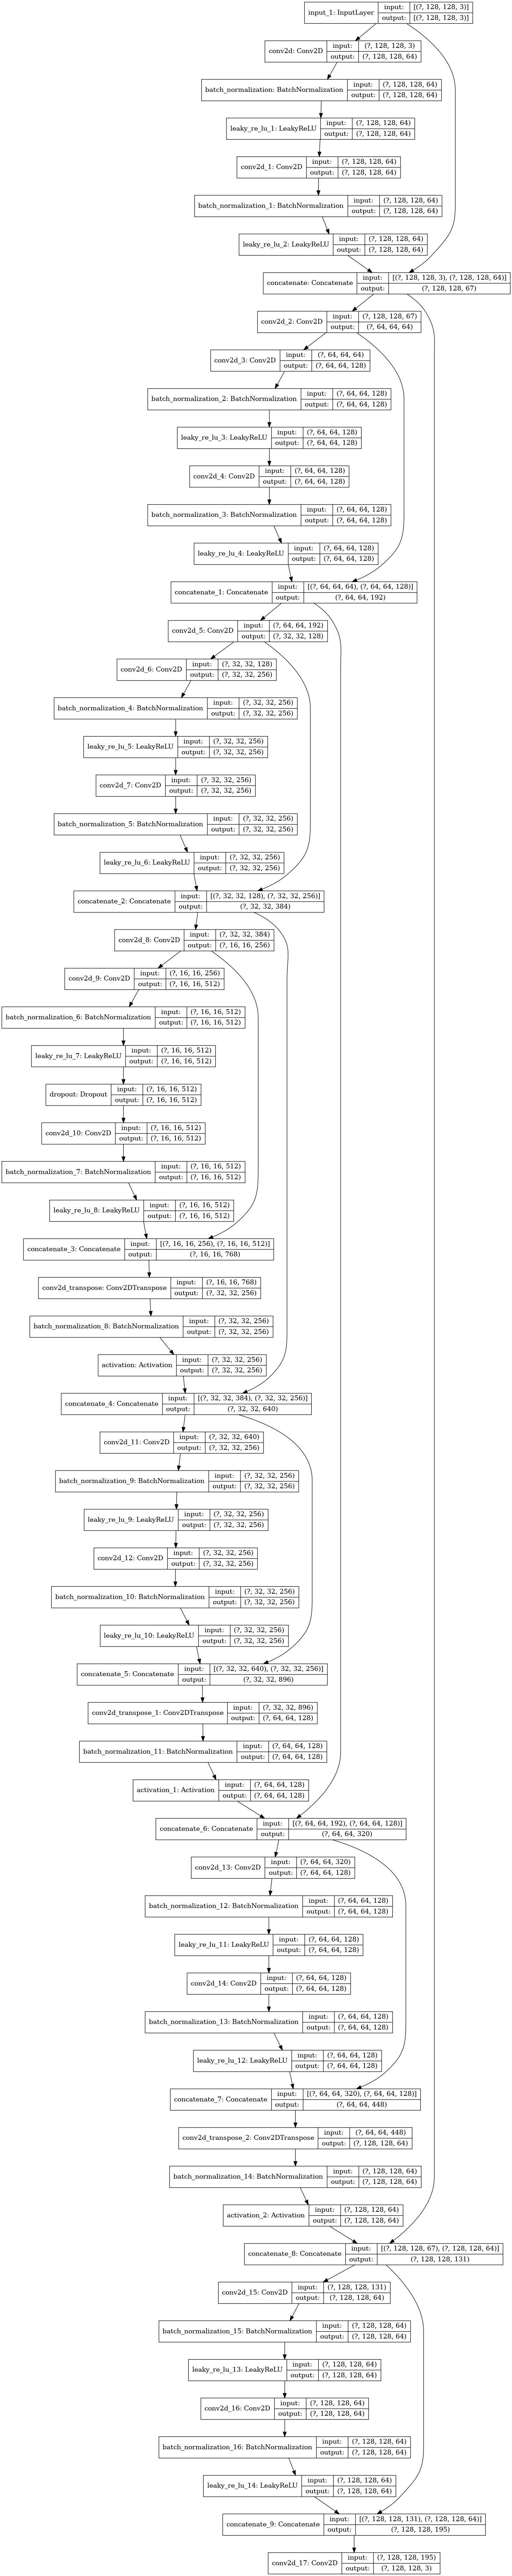 input_1: InputLayer
input: [(?, 128, 128, 3)]
output: [(?, 128, 128, 3)]
conv2d: Conv2D
input: (?, 128, 128, 3)
output: (?, 128, 128, 64)
batch_normalization: BatchNormalization
input: (?, 128, 128, 64)
output: (?, 128, 128, 64)
leaky_re_lu_1: LeakyReLU
input: (?, 128, 128, 64)
output: (?, 128, 128, 64)
conv2d_1: Conv2D
input: (?, 128, 128, 64)
output: (?, 128, 128, 64)
batch_normalization_1: BatchNormalization
input: (?, 128, 128, 64)
output: (?, 128, 128, 64)
leaky_re_lu_2: LeakyReLU
input: (?, 128, 128, 64)
output: (?, 128, 128, 64)
concatenate: Concatenate
input: [(?, 128, 128, 3), (?, 128, 128, 64)]
output: (?, 128, 128, 67)
conv2d_2: Conv2D
input: (?, 128, 128, 67)
output: (?, 64, 64, 64)
conv2d_3: Conv2D
input: (?, 64, 64, 64)
output: (?, 64, 64, 128)
batch_normalization_2: BatchNormalization
input: (?, 64, 64, 128)
output: (?, 64, 64, 128)
leaky_re_lu_3: LeakyReLU
input: (?, 64, 64, 128)
output: (?, 64, 64, 128)
conv2d_4: Conv2D
input: (?, 64, 64, 128)
output: (?, 64, 64, 128)
batch_normalization_3: BatchNormalization
input: (?, 64, 64, 128)
output: (?, 64, 64, 128)
leaky_re_lu_4: LeakyReLU
input: (?, 64, 64, 128)
output: (?, 64, 64, 128)
concatenate_1: Concatenate
input: [(?, 64, 64, 64), (?, 64, 64, 128)]
output: (?, 64, 64, 192)
conv2d_5: Conv2D
input: (?, 64, 64, 192)
output: (?, 32, 32, 128)
conv2d_6: Conv2D
input: (?, 32, 32, 128)
output: (?, 32, 32, 256)
batch_normalization_4: BatchNormalization
input: (?, 32, 32, 256)
output: (?, 32, 32, 256)
leaky_re_lu_5: LeakyReLU
input: (?, 32, 32, 256)
output: (?, 32, 32, 256)
conv2d_7: Conv2D
input: (?, 32, 32, 256)
output: (?, 32, 32, 256)
batch_normalization_5: BatchNormalization
input: (?, 32, 32, 256)
output: (?, 32, 32, 256)
leaky_re_lu_6: LeakyReLU
input: (?, 32, 32, 256)
output: (?, 32, 32, 256)
concatenate_2: Concatenate
input: [(?, 32, 32, 128), (?, 32, 32, 256)]
output: (?, 32, 32, 384)
conv2d_8: Conv2D
input: (?, 32, 32, 384)
output: (?, 16, 16, 256)
conv2d_9: Conv2D
input: (?, 16, 16, 256)
output: (?, 16, 16, 512)
batch_normalization_6: BatchNormalization
input: (?, 16, 16, 512)
output: (?, 16, 16, 512)
leaky_re_lu_7: LeakyReLU
input: (?, 16, 16, 512)
output: (?, 16, 16, 512)
dropout: Dropout
input: (?, 16, 16, 512)
output: (?, 16, 16, 512)
conv2d_10: Conv2D
input: (?, 16, 16, 512)
output: (?, 16, 16, 512)
batch_normalization_7: BatchNormalization
input: (?, 16, 16, 512)
output: (?, 16, 16, 512)
leaky_re_lu_8: LeakyReLU
input: (?, 16, 16, 512)
output: (?, 16, 16, 512)
concatenate_3: Concatenate
input: [(?, 16, 16, 256), (?, 16, 16, 512)]
output: (?, 16, 16, 768)
conv2d_transpose: Conv2DTranspose
input: (?, 16, 16, 768)
output: (?, 32, 32, 256)
batch_normalization_8: BatchNormalization
input: (?, 32, 32, 256)
output: (?, 32, 32, 256)
activation: Activation
input: (?, 32, 32, 256)
output: (?, 32, 32, 256)
concatenate_4: Concatenate
input: [(?, 32, 32, 384), (?, 32, 32, 256)]
output: (?, 32, 32, 640)
conv2d_11: Conv2D
input: (?, 32, 32, 640)
output: (?, 32, 32, 256)
batch_normalization_9: BatchNormalization
input: (?, 32, 32, 256)
output: (?, 32, 32, 256)
leaky_re_lu_9: LeakyReLU
input: (?, 32, 32, 256)
output: (?, 32, 32, 256)
conv2d_12: Conv2D
input: (?, 32, 32, 256)
output: (?, 32, 32, 256)
batch_normalization_10: BatchNormalization
input: (?, 32, 32, 256)
output: (?, 32, 32, 256)
leaky_re_lu_10: LeakyReLU
input: (?, 32, 32, 256)
output: (?, 32, 32, 256)
concatenate_5: Concatenate
input: [(?, 32, 32, 640), (?, 32, 32, 256)]
output: (?, 32, 32, 896)
conv2d_transpose_1: Conv2DTranspose
input: (?, 32, 32, 896)
output: (?, 64, 64, 128)
batch_normalization_11: BatchNormalization
input: (?, 64, 64, 128)
output: (?, 64, 64, 128)
activation_1: Activation
input: (?, 64, 64, 128)
output: (?, 64, 64, 128)
concatenate_6: Concatenate
input: [(?, 64, 64, 192), (?, 64, 64, 128)]
output: (?, 64, 64, 320)
conv2d_13: Conv2D
input: (?, 64, 64, 320)
output: (?, 64, 64, 128)
batch_normalization_12: BatchNormalization
input: (?, 64, 64, 128)
output: (?, 64, 64, 128)
leaky_re_lu_11: LeakyReLU
input: (?, 64, 64, 128)
output: (?, 64, 64, 128)
conv2d_14: Conv2D
input: (?, 64, 64, 128)
output: (?, 64, 64, 128)
batch_normalization_13: BatchNormalization
input: (?, 64, 64, 128)
output: (?, 64, 64, 128)
leaky_re_lu_12: LeakyReLU
input: (?, 64, 64, 128)
output: (?, 64, 64, 128)
concatenate_7: Concatenate
input: [(?, 64, 64, 320), (?, 64, 64, 128)]
output: (?, 64, 64, 448)
conv2d_transpose_2: Conv2DTranspose
input: (?, 64, 64, 448)
output: (?, 128, 128, 64)
batch_normalization_14: BatchNormalization
input: (?, 128, 128, 64)
output: (?, 128, 128, 64)
activation_2: Activation
input: (?, 128, 128, 64)
output: (?, 128, 128, 64)
concatenate_8: Concatenate
input: [(?, 128, 128, 67), (?, 128, 128, 64)]
output: (?, 128, 128, 131)
conv2d_15: Conv2D
input: (?, 128, 128, 131)
output: (?, 128, 128, 64)
batch_normalization_15: BatchNormalization
input: (?, 128, 128, 64)
output: (?, 128, 128, 64)
leaky_re_lu_13: LeakyReLU
input: (?, 128, 128, 64)
output: (?, 128, 128, 64)
conv2d_16: Conv2D
input: (?, 128, 128, 64)
output: (?, 128, 128, 64)
batch_normalization_16: BatchNormalization
input: (?, 128, 128, 64)
output: (?, 128, 128, 64)
leaky_re_lu_14: LeakyReLU
input: (?, 128, 128, 64)
output: (?, 128, 128, 64)
concatenate_9: Concatenate
input: [(?, 128, 128, 131), (?, 128, 128, 64)]
output: (?, 128, 128, 195)
conv2d_17: Conv2D
input: (?, 128, 128, 195)
output: (?, 128, 128, 3)